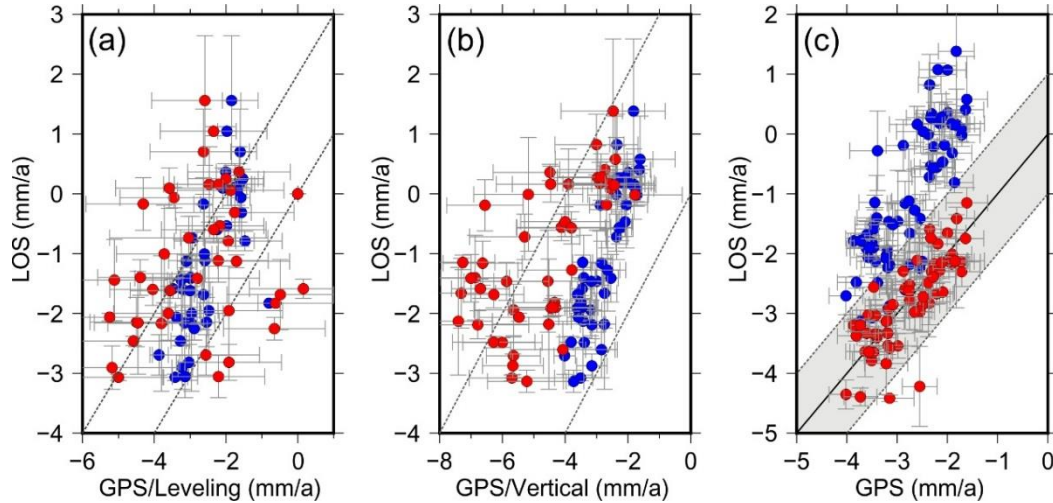 (a)
3
2
1
0
−1
−2
−3
−4
LOS (mm/a)
−6 −4 −2 0
GPS/Leveling (mm/a)
(b)
3
2
1
0
−1
−2
−3
−4
LOS (mm/a)
−8 −6 −4 −2 0
GPS/Vertical (mm/a)
(c)
2
1
0
−1
−2
−3
−4
−5
LOS (mm/a)
−5 −4 −3 −2 −1 0
GPS (mm/a)